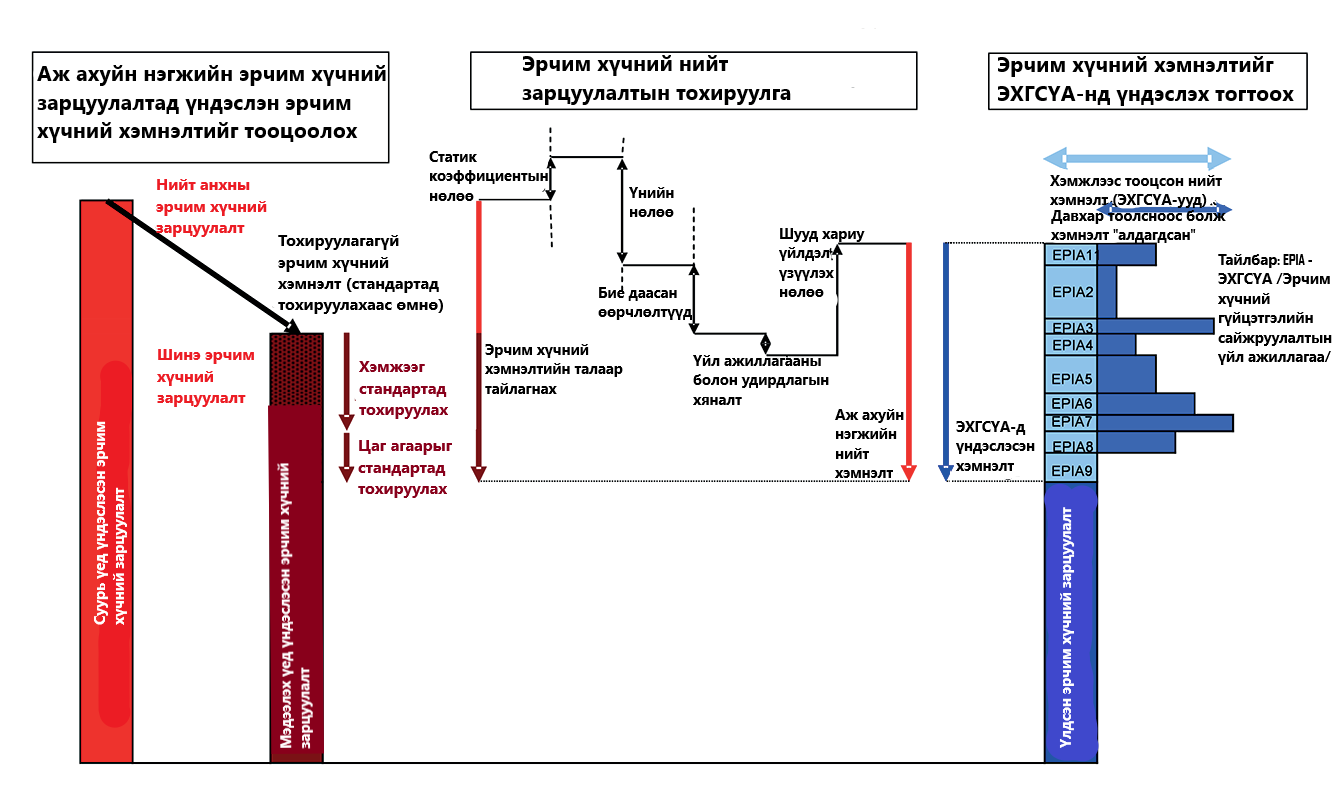 Аж ахуйн нэгжийн эрчим хүчний
зарцуулалтад үндэслэн эрчим
хүчний хэмнэлтийг тооцоолох
Эрчим хүчний нийт
зарцуулалтын тохируулга
Эрчим хүчний хэмнэлтийг
ЭХГСҮА-нд үндэслэх тогтоох
Нийт анхны
эрчим хүчний
зарцуулалт
Тохируулагагүй
эрчим хүчний
хэмнэлт (стандартад
тохируулахаас өмнө)
Шинэ эрчим
хүчний
зарцуулалт
Хэмжээг
стандартад
тохируулах
Цаг агаарыг
стандартад
тохируулах
Суурь үед үндэслэсэн эрчим
хүчний зарцуулалт
Мэдээлэх үед үндэслэсэн эрчим хүчний
зарцуулалт
Статик
коэффициентын
нөлөө
Үнийн
нөлөө
Бие даасан
өөрчлөлтүүд
Шууд хариу
үйлдэл
үзүүлэх
нөлөө
Эрчим хүчний
хэмнэлтийн талаар
тайлагнах
Үйл ажиллагааны
болон удирдлагын
хяналт
Аж ахуйн
нэгжийн
нийт
хэмнэлт
ЭХГСҮА-д
үндэслэсэн
хэмнэлт
Хэмжлээс тооцсон нийт
хэмнэлт (ЭХГСҮА-ууд)
Давхар тоолсноос болж
хэмнэлт "алдагдсан"
EPIA11
EPIA2
EPIA3
EPIA4
EPIA5
EPIA6
EPIA7
EPIA8
EPIA9
Тайлбар: EPIA -
ЭХГСҮА /Эрчим
хүчний
гүйцэтгэлийн
сайжруулалтын
үйл ажиллагаа/
Үлдсэн эрчим хүчний зарцуулалт